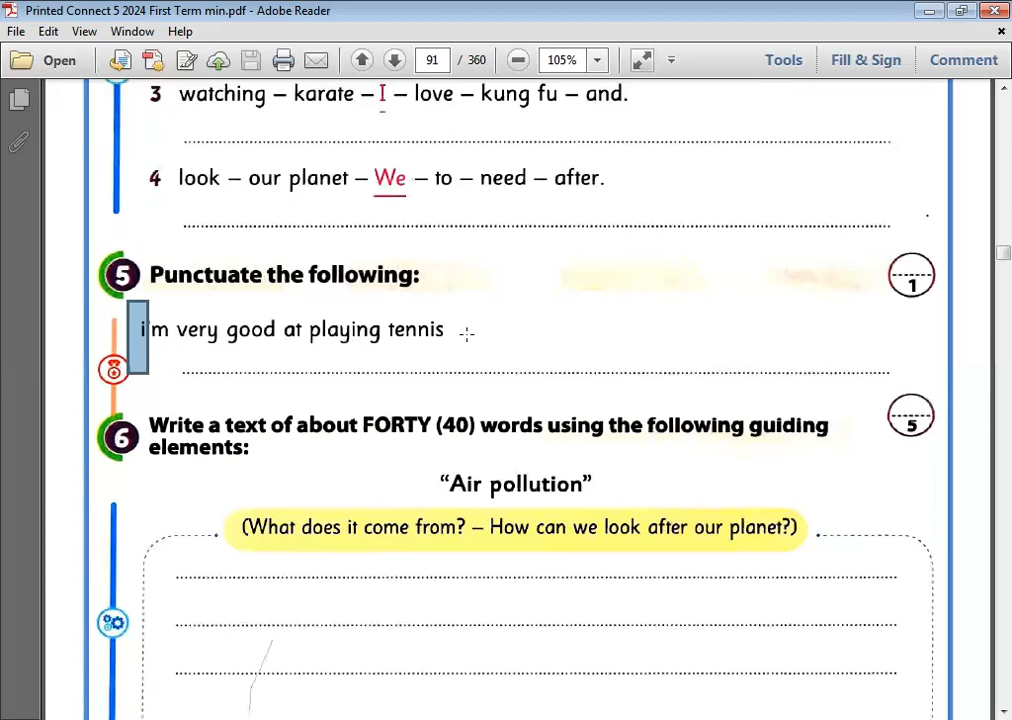 Printed Connect 5 2024 First Term min.pdf - Adobe Reader
File Edit View Window Help
Open 91 / 360 105% Tools Fill & Sign Comment
3 watching – karate – I – love – kung fu – and.
4 look – our planet – We – to – need – after.
5 Punctuate the following: 1
i'm very good at playing tennis
6 Write a text of about FORTY (40) words using the following guiding 5
elements:
“Air pollution”
(What does it come from? – How can we look after our planet?)